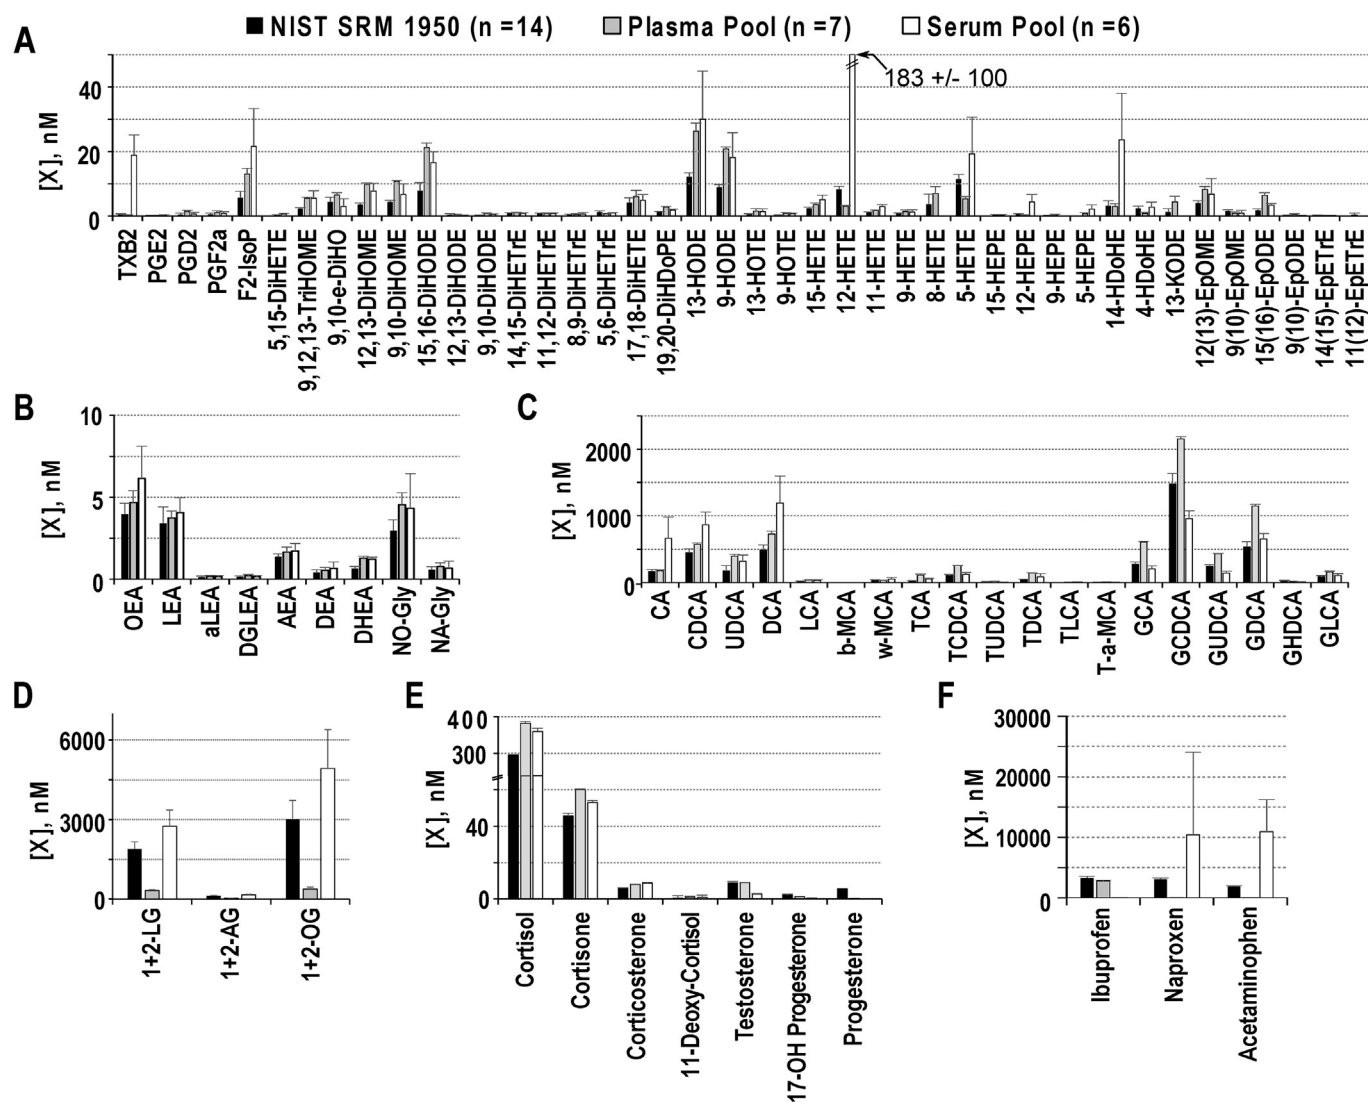 NIST SRM 1950 (n =14) Plasma Pool (n =7) Serum Pool (n =6)
A
[X], nM
40
20
0
183 +/- 100
TXB2
PGE2
PGD2
PGF2a
F2-IsoP
5,15-DiHETE
9,12,13-TriHOME
9,10-e-DiHO
12,13-DiHOME
9,10-DiHOME
15,16-DiHODE
12,13-DiHODE
9,10-DiHODE
14,15-DiHETrE
11,12-DiHETrE
8,9-DiHETrE
5,6-DiHETrE
17,18-DiHETE
19,20-DiHDoPE
13-HODE
9-HODE
13-HOTE
9-HOTE
15-HETE
12-HETE
11-HETE
9-HETE
8-HETE
5-HETE
15-HEPE
12-HEPE
9-HEPE
5-HEPE
14-HDoHE
4-HDoHE
13-KODE
12(13)-EpOME
9(10)-EpOME
15(16)-EpODE
9(10)-EpODE
14(15)-EpETrE
11(12)-EpETrE
B
[X], nM
10
5
0
OEA
LEA
aLEA
DGLEA
AEA
DEA
DHEA
NO-Gly
NA-Gly
C
[X], nM
2000
1000
0
CA
CDCA
UDCA
DCA
LCA
b-MCA
w-MCA
TCA
TCDCA
TUDCA
TDCA
TLCA
T-a-MCA
GCA
GCDCA
GUDCA
GDCA
GHDCA
GLCA
D
[X], nM
6000
3000
0
1+2-LG
1+2-AG
1+2-OG
E
[X], nM
400
300
40
0
Cortisol
Cortisone
Corticosterone
11-Deoxy-Cortisol
Testosterone
17-OH Progesterone
Progesterone
F
[X], nM
30000
20000
10000
0
Ibuprofen
Naproxen
Acetaminophen